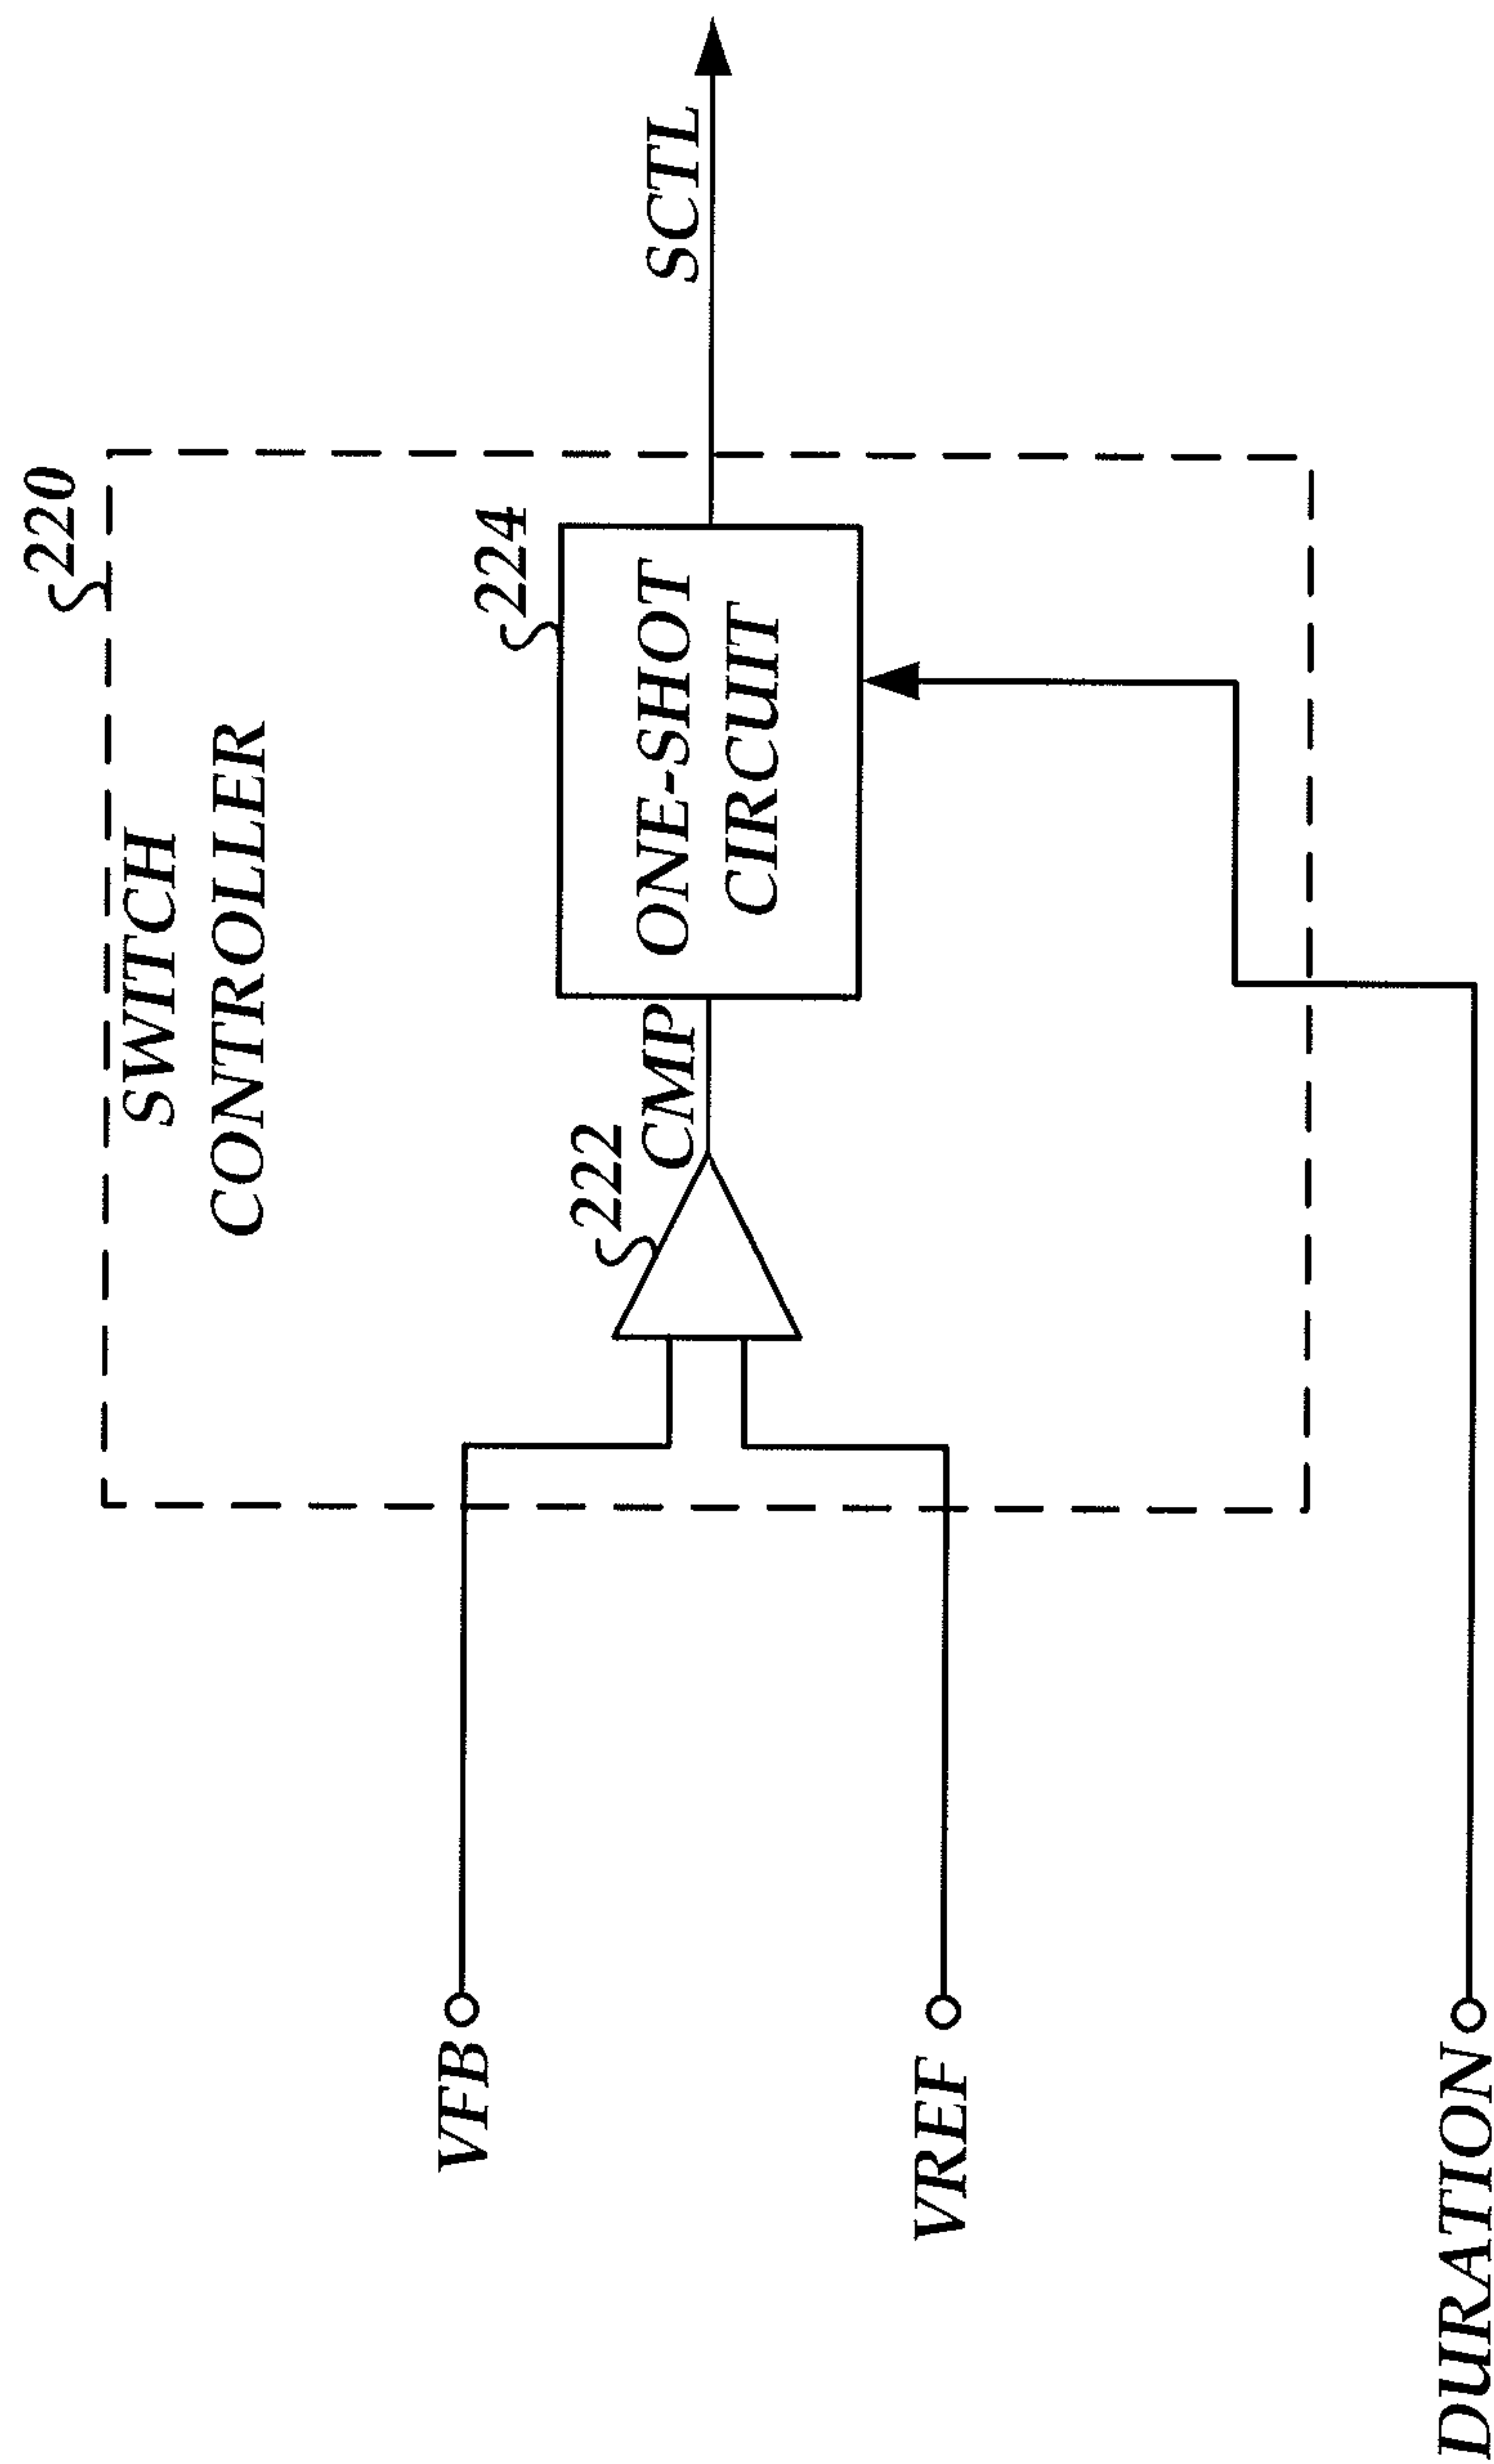 220
SWITCH
CONTROLLER
224
ONE-SHOT
CIRCUIT
222
CMP
SCTL
VFB
VREF
DURATION